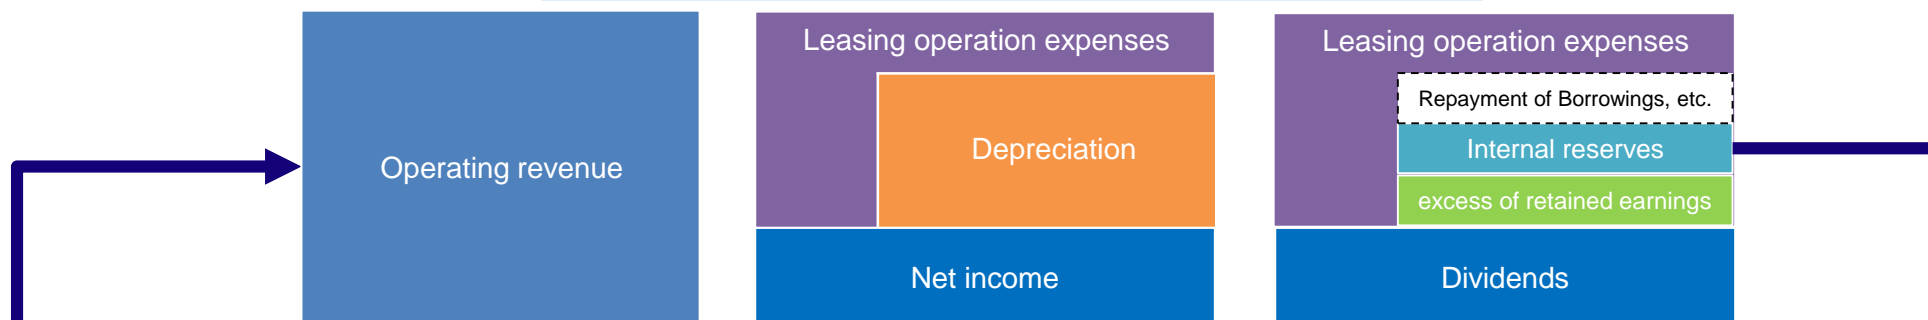 Operating revenue
Leasing operation expenses
Depreciation
Net income
Leasing operation expenses
Repayment of Borrowings, etc.
Internal reserves
excess of retained earnings
Dividends